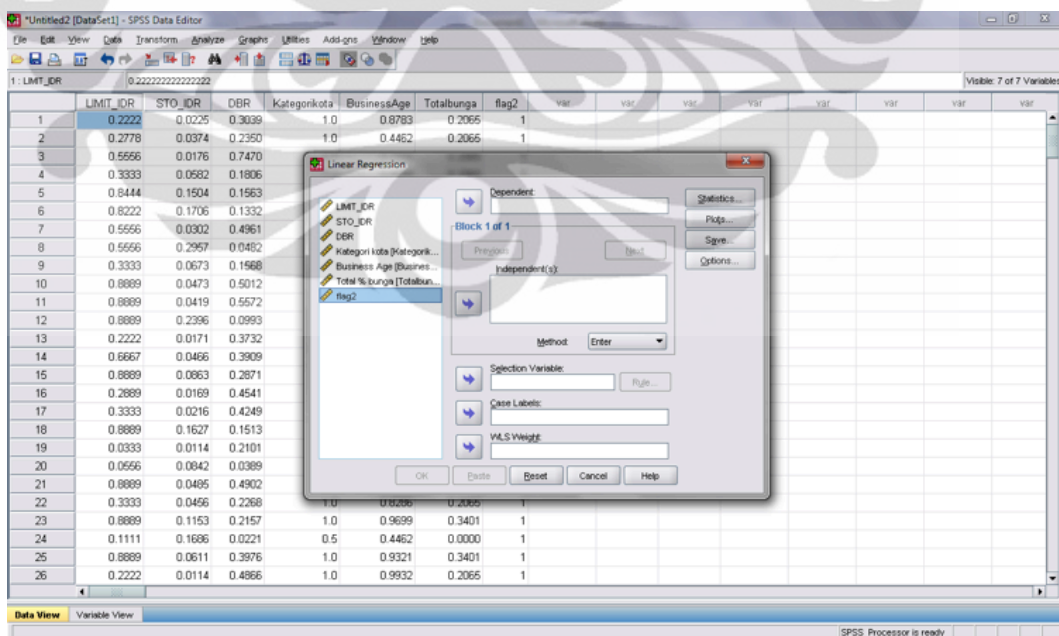 *Untitled2 [DataSet1] - SPSS Data Editor
File Edit View Data Transform Analyze Graphs Utilities Add-ons Window Help
1 : LIMIT_IDR 0.222222222222222 Visible: 7 of 7 Variables
LIMIT_IDR STO_IDR DBR Kategorikota BusinessAge Totalbunga flag2 var var var var var var var var
1 0.2222 0.0225 0.3039 1.0 0.8783 0.2065 1
2 0.2778 0.0374 0.2350 1.0 0.4462 0.2065 1
3 0.5556 0.0176 0.7470
4 0.3333 0.0582 0.1806
5 0.8444 0.1504 0.1563
6 0.8222 0.1706 0.1332
7 0.5556 0.0302 0.4961
8 0.5556 0.2957 0.0482
9 0.3333 0.0673 0.1568
10 0.8889 0.0473 0.5012
11 0.8889 0.0419 0.5572
12 0.8889 0.2396 0.0993
13 0.2222 0.0171 0.3732
14 0.6667 0.0466 0.3909
15 0.8889 0.0863 0.2871
16 0.2889 0.0169 0.4541
17 0.3333 0.0216 0.4249
18 0.8889 0.1627 0.1513
19 0.0333 0.0114 0.2101
20 0.0556 0.0842 0.0389
21 0.8889 0.0485 0.4902
22 0.3333 0.0456 0.2268 1.0 0.8286 0.2065 1
23 0.8889 0.1153 0.2157 1.0 0.9699 0.3401 1
24 0.1111 0.1686 0.0221 0.5 0.4462 0.0000 1
25 0.8889 0.0611 0.3976 1.0 0.9321 0.3401 1
26 0.2222 0.0114 0.4866 1.0 0.9932 0.2065 1
Linear Regression
LIMIT_IDR
STO_IDR
DBR
Kategori kota [Kategorik...
Business Age [Busines...
Total % bunga [Totalbun...
flag2
Dependent:
Block 1 of 1
Previous Next
Independent(s):
Method: Enter
Selection Variable:
Rule...
Case Labels:
WLS Weight:
Statistics...
Plots...
Save...
Options...
OK Paste Reset Cancel Help
Data View Variable View
SPSS Processor is ready